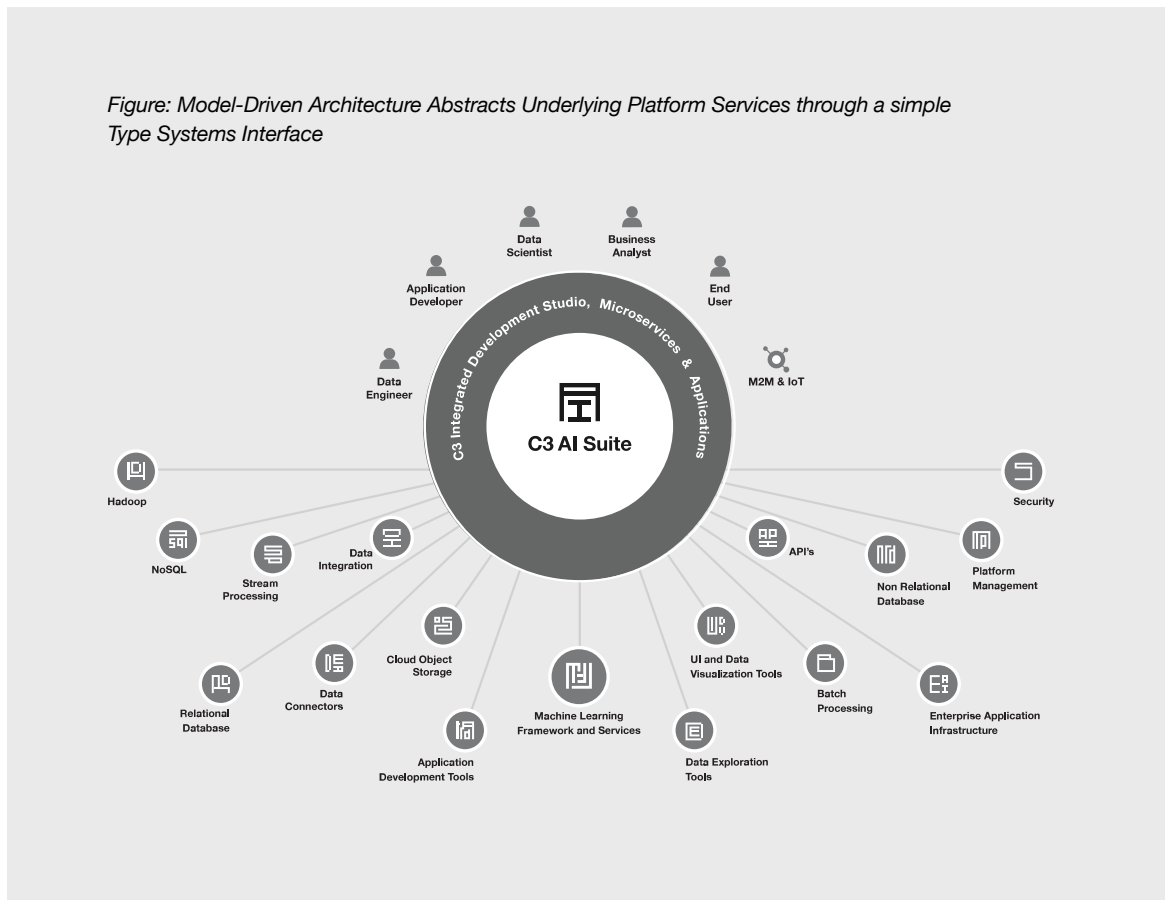 Figure: Model-Driven Architecture Abstracts Underlying Platform Services through a simple
Type Systems Interface
Data
Scientist
Business
Analyst
Application
Developer
End
User
Data
Engineer
M2M & IoT
C3 Integrated Development Studio, Microservices & Applications
C3 AI Suite
Hadoop
Security
NoSQL
Stream
Processing
Data
Integration
API's
Non Relational
Database
Platform
Management
Relational
Database
Data
Connectors
Cloud Object
Storage
Application
Development Tools
Machine Learning
Framework and Services
UI and Data
Visualization Tools
Data Exploration
Tools
Batch
Processing
Enterprise Application
Infrastructure